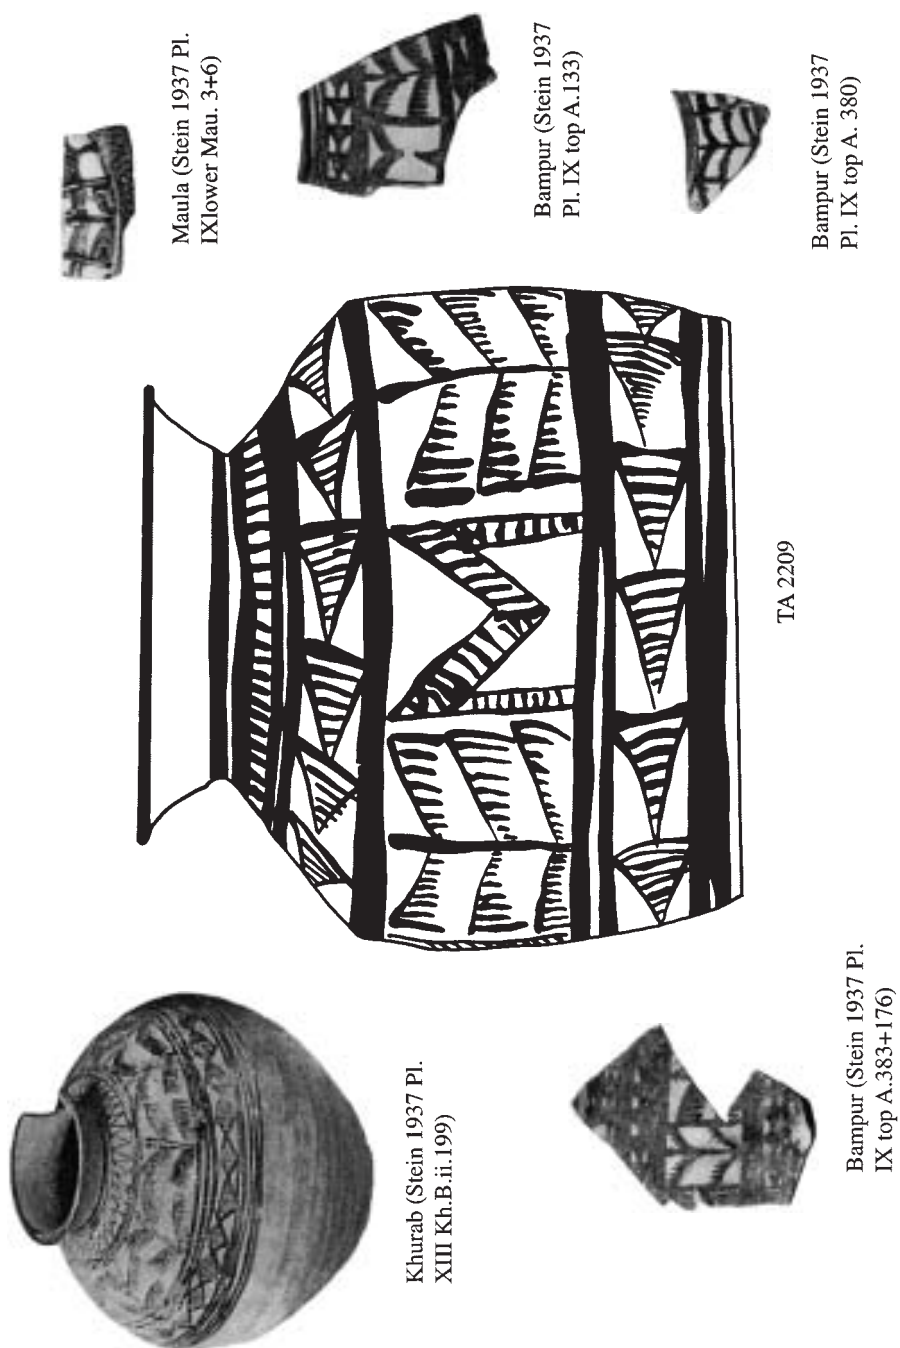 Khurab (Stein 1937 Pl.
XIII Kh.B.ii.199)
Bampur (Stein 1937 Pl.
IX top A.383+176)
TA 2209
Maula (Stein 1937 Pl.
IXlower Mau. 3+6)
Bampur (Stein 1937
Pl. IX top A.133)
Bampur (Stein 1937
Pl. IX top A. 380)